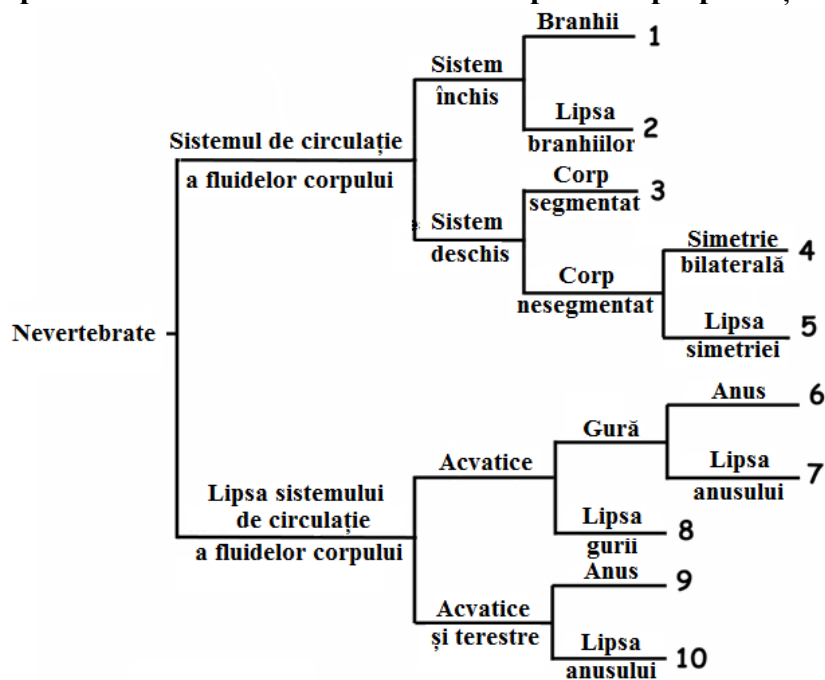 Branhii
1
Sistem
închis
Lipsa
branhiilor
2
Sistemul de circulație
a fluidelor corpului
Corp
segmentat
3
Sistem
deschis
Simetrie
bilaterală
4
Corp
nesegmentat
Lipsa
simetriei
5
Nevertebrate
Anus
6
Gură
Acvatice
Lipsa
anusului
7
Lipsa sistemului
de circulație
a fluidelor corpului
Lipsa
gurii
8
Anus
9
Acvatice
și terestre
Lipsa
anusului
10